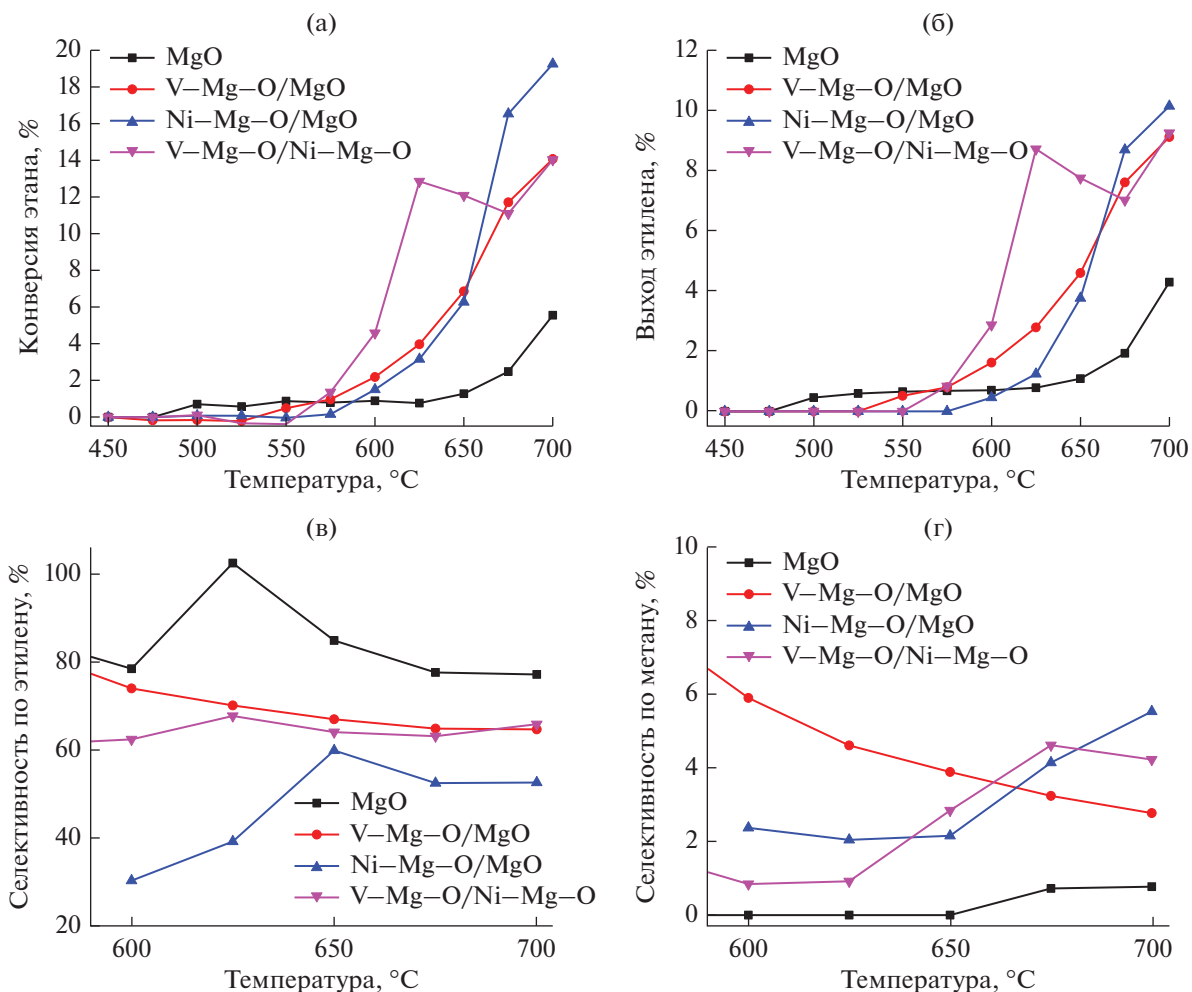 (а)
Конверсия этана, %
20
18
16
14
12
10
8
6
4
2
0
MgO
V–Mg–O/MgO
Ni–Mg–O/MgO
V–Mg–O/Ni–Mg–O
450 500 550 600 650 700
Температура, °C
(б)
Выход этилена, %
12
10
8
6
4
2
0
MgO
V–Mg–O/MgO
Ni–Mg–O/MgO
V–Mg–O/Ni–Mg–O
450 500 550 600 650 700
Температура, °C
(в)
Селективность по этилену, %
100
80
60
40
20
MgO
V–Mg–O/MgO
Ni–Mg–O/MgO
V–Mg–O/Ni–Mg–O
600 650 700
Температура, °C
(г)
Селективность по метану, %
10
8
6
4
2
0
MgO
V–Mg–O/MgO
Ni–Mg–O/MgO
V–Mg–O/Ni–Mg–O
600 650 700
Температура, °C